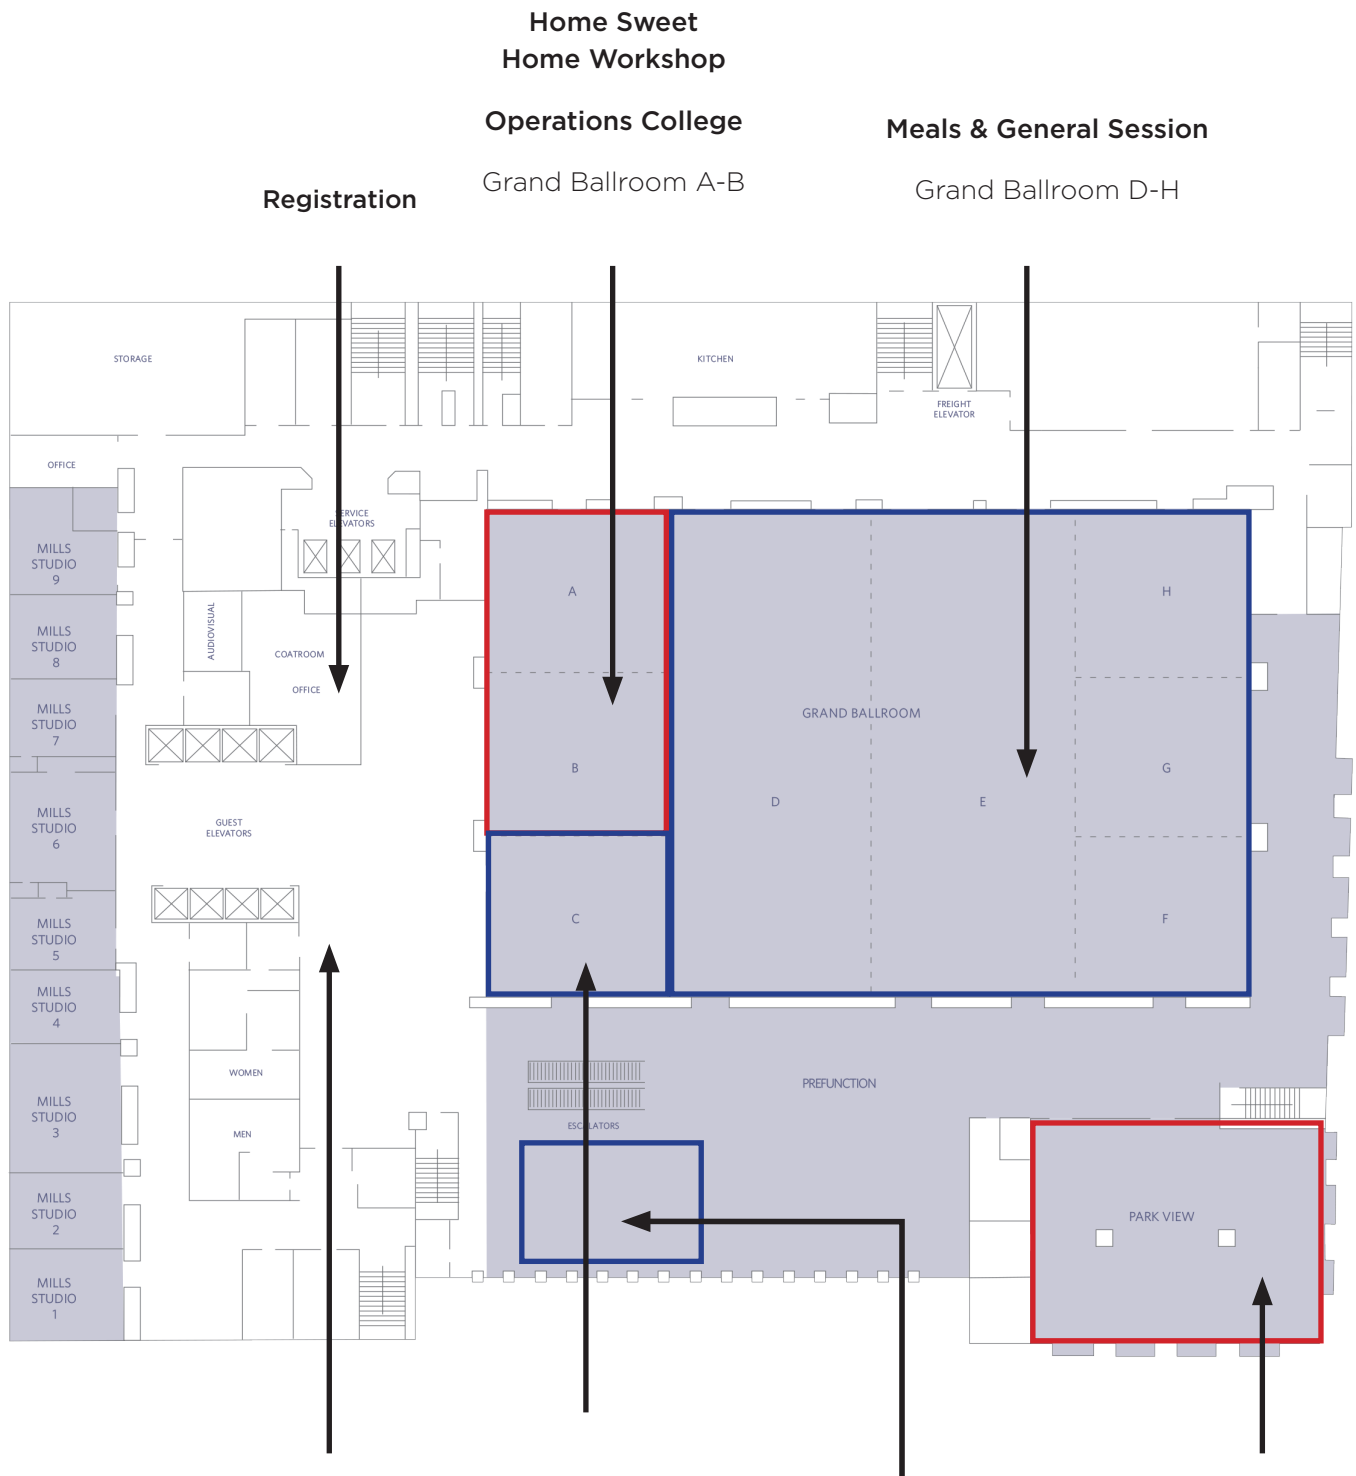 Home Sweet
Home Workshop
Operations College
Grand Ballroom A-B
Meals & General Session
Grand Ballroom D-H
Registration
STORAGE
KITCHEN
FREIGHT
ELEVATOR
OFFICE
SERVICE
ELEVATORS
MILLS
STUDIO
9
MILLS
STUDIO
8
MILLS
STUDIO
7
MILLS
STUDIO
6
MILLS
STUDIO
5
MILLS
STUDIO
4
MILLS
STUDIO
3
MILLS
STUDIO
2
MILLS
STUDIO
1
AUDIOVISUAL
COATROOM
OFFICE
GUEST
ELEVATORS
WOMEN
MEN
A
B
C
GRAND BALLROOM
D
E
H
G
F
PREFUNCTION
ESCALATORS
PARK VIEW